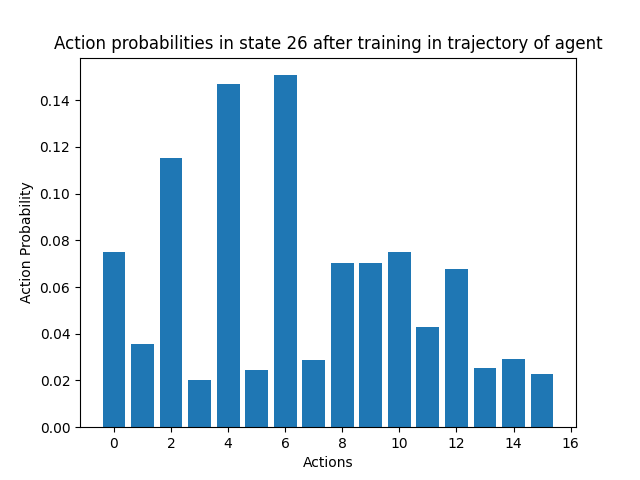 Action probabilities in state 26 after training in trajectory of agent
0.14
0.12
0.10
0.08
0.06
0.04
0.02
0.00
Action Probability
0 2 4 6 8 10 12 14 16
Actions